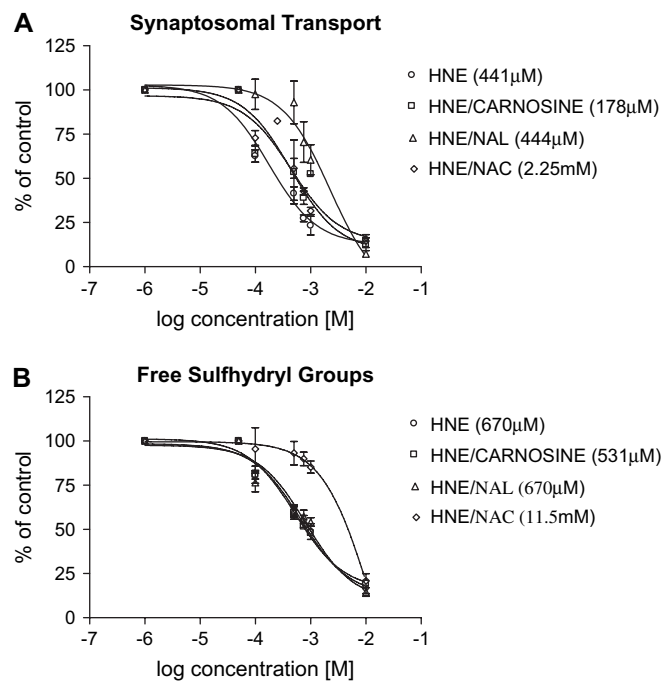 A
Synaptosomal Transport
125
100
75
50
25
0
% of control
-7 -6 -5 -4 -3 -2 -1
log concentration [M]
HNE (441μM)
HNE/CARNOSINE (178μM)
HNE/NAL (444μM)
HNE/NAC (2.25mM)
B
Free Sulfhydryl Groups
125
100
75
50
25
0
% of control
-7 -6 -5 -4 -3 -2 -1
log concentration [M]
HNE (670μM)
HNE/CARNOSINE (531μM)
HNE/NAL (670μM)
HNE/NAC (11.5mM)